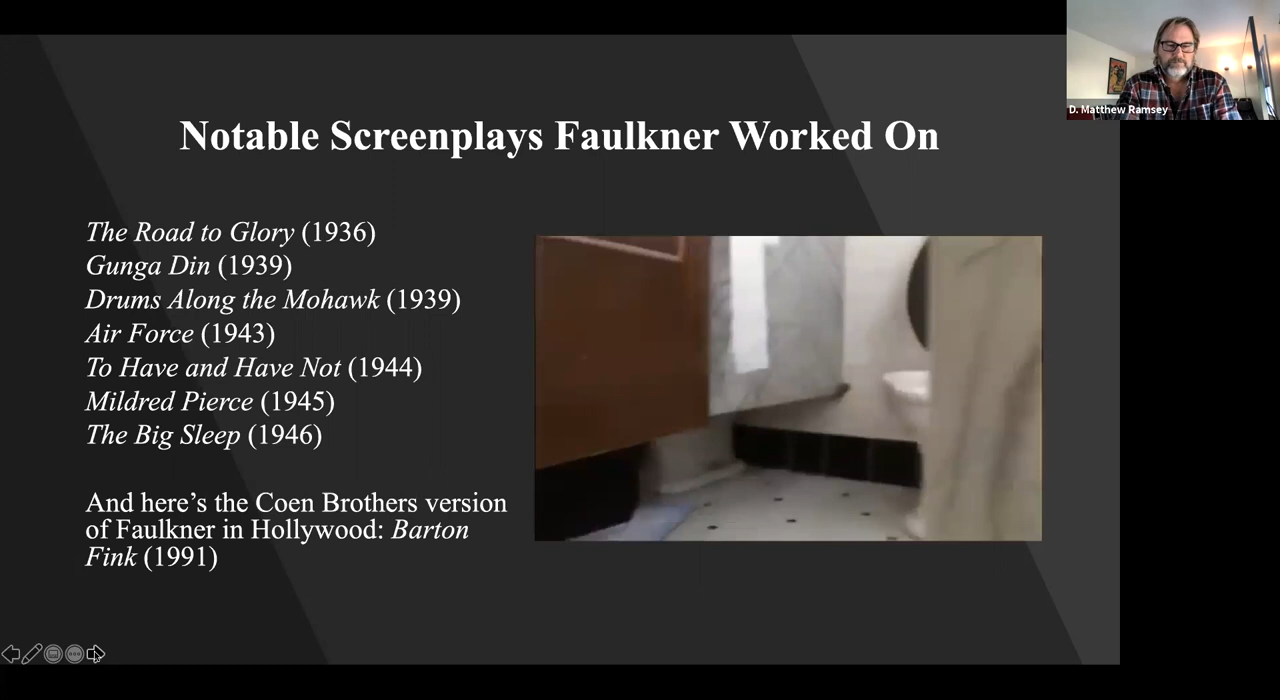 Notable Screenplays Faulkner Worked On
The Road to Glory (1936)
Gunga Din (1939)
Drums Along the Mohawk (1939)
Air Force (1943)
To Have and Have Not (1944)
Mildred Pierce (1945)
The Big Sleep (1946)
And here’s the Coen Brothers version
of Faulkner in Hollywood: Barton
Fink (1991)
D. Matthew Ramsey